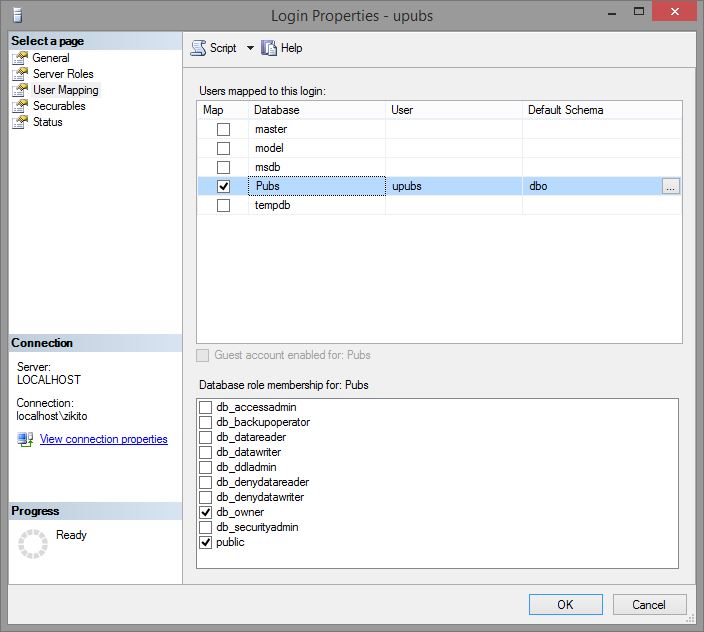 Login Properties - upubs
Select a page
General
Server Roles
User Mapping
Securables
Status
Script
Help
Users mapped to this login:
Map Database User Default Schema
master
model
msdb
Pubs upubs dbo ...
tempdb
Guest account enabled for: Pubs
Database role membership for: Pubs
db_accessadmin
db_backupoperator
db_datareader
db_datawriter
db_ddladmin
db_denydatareader
db_denydatawriter
db_owner
db_securityadmin
public
Connection
Server:
LOCALHOST
Connection:
localhost\zikito
View connection properties
Progress
Ready
OK Cancel